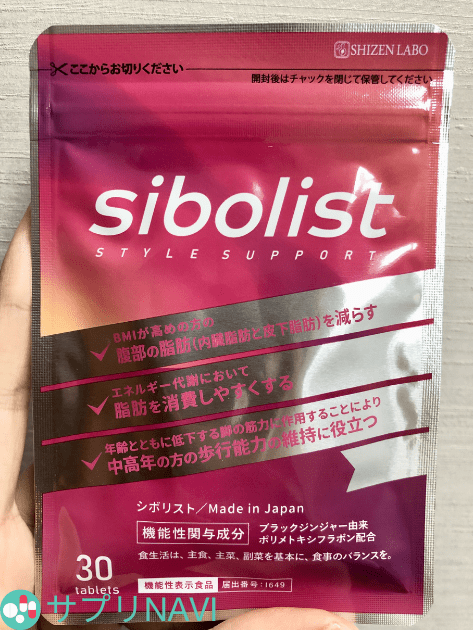 SHIZEN LABO
ここからお切りください
開封後はチャックを閉じて保管してください
sibolist
STYLE SUPPORT
BMIが高めの方の
腹部の脂肪(内臓脂肪と皮下脂肪)を減らす
エネルギー代謝において
脂肪を消費しやすくする
年齢とともに低下する脚の筋力に作用することにより
中高年の方の歩行能力の維持に役立つ
シボリスト/Made in Japan
機能性関与成分
ブラックジンジャー由来
ポリメトキシフラボン配合
食生活は、主食、主菜、副菜を基本に、食事のバランスを。
30
tablets
機能性表示食品 届出番号:I649
サプリNAVI